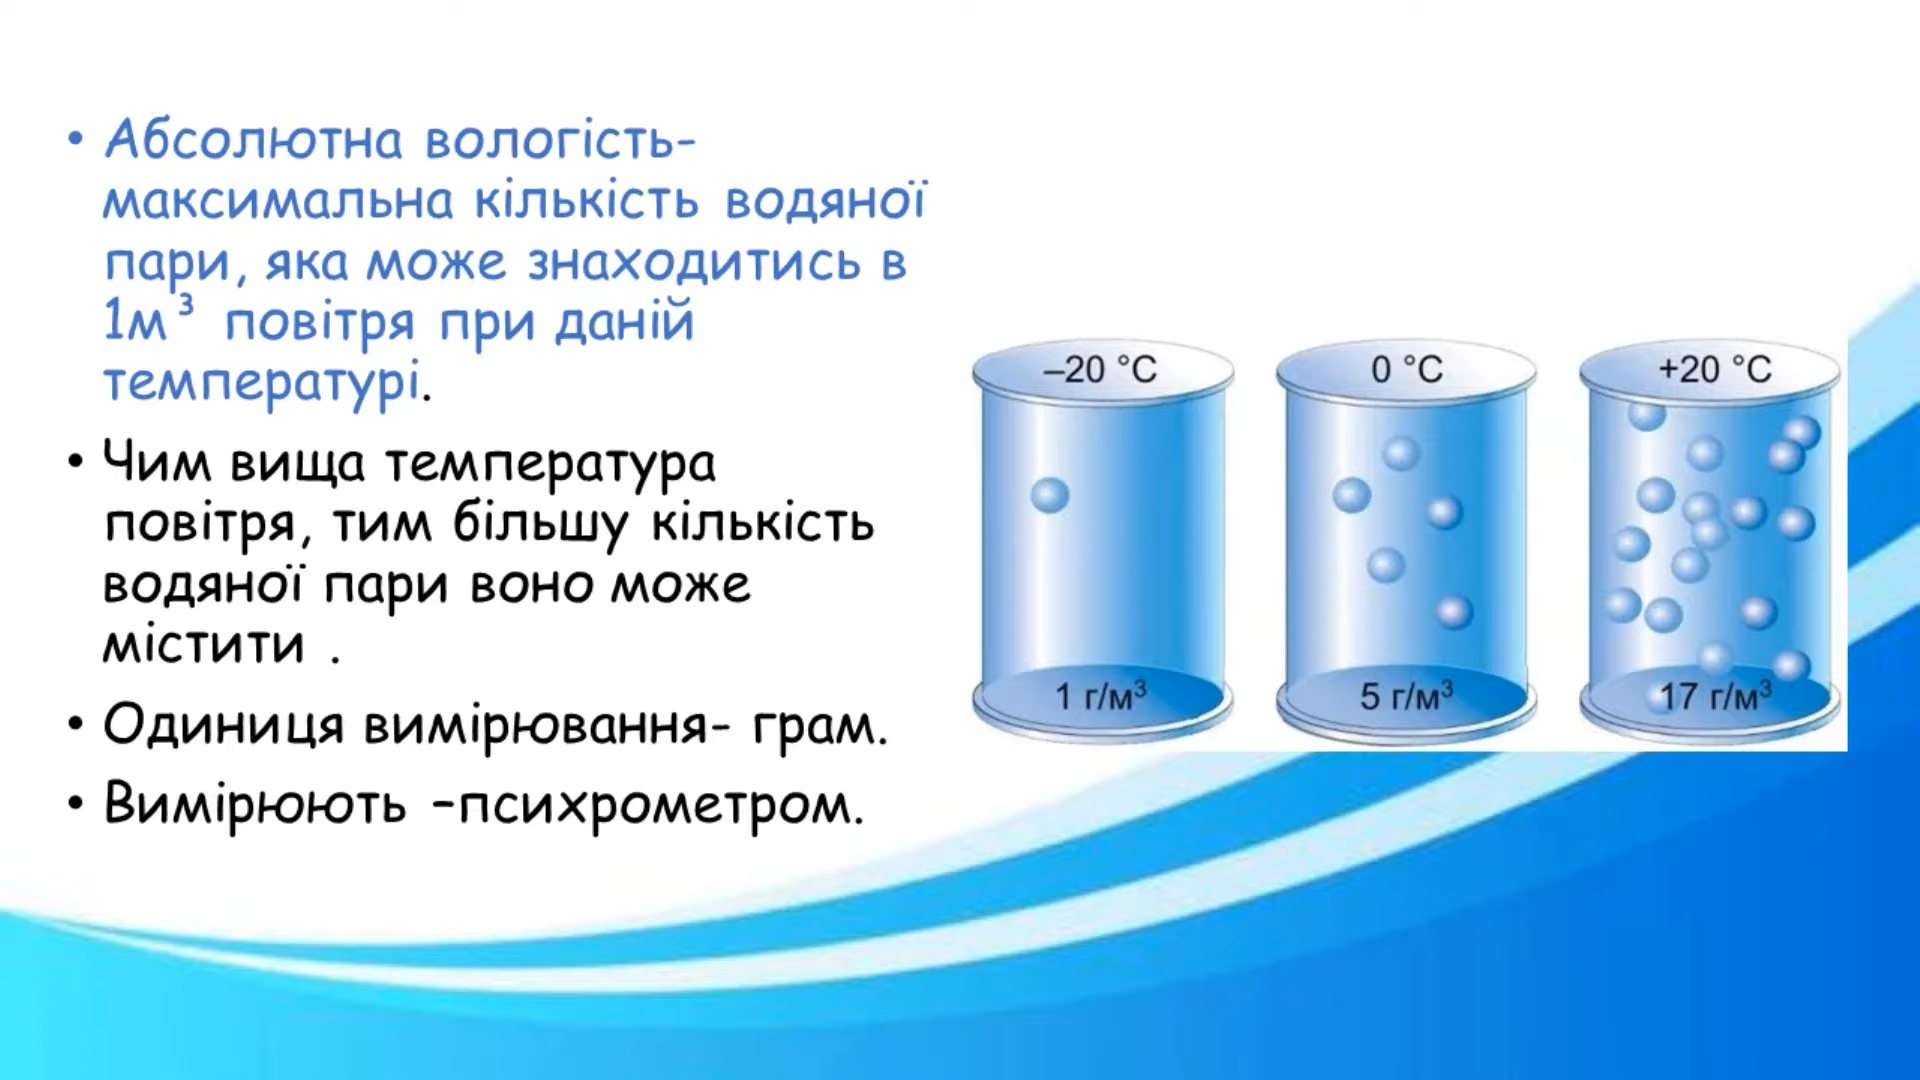 • Абсолютна вологість-
максимальна кількість водяної
пари, яка може знаходитись в
1м³ повітря при даній
температурі.
• Чим вища температура
повітря, тим більшу кількість
водяної пари воно може
містити .
• Одиниця вимірювання- грам.
• Вимірюють –психрометром.
–20 °C
0 °C
+20 °C
1 г/м³
5 г/м³
17 г/м³